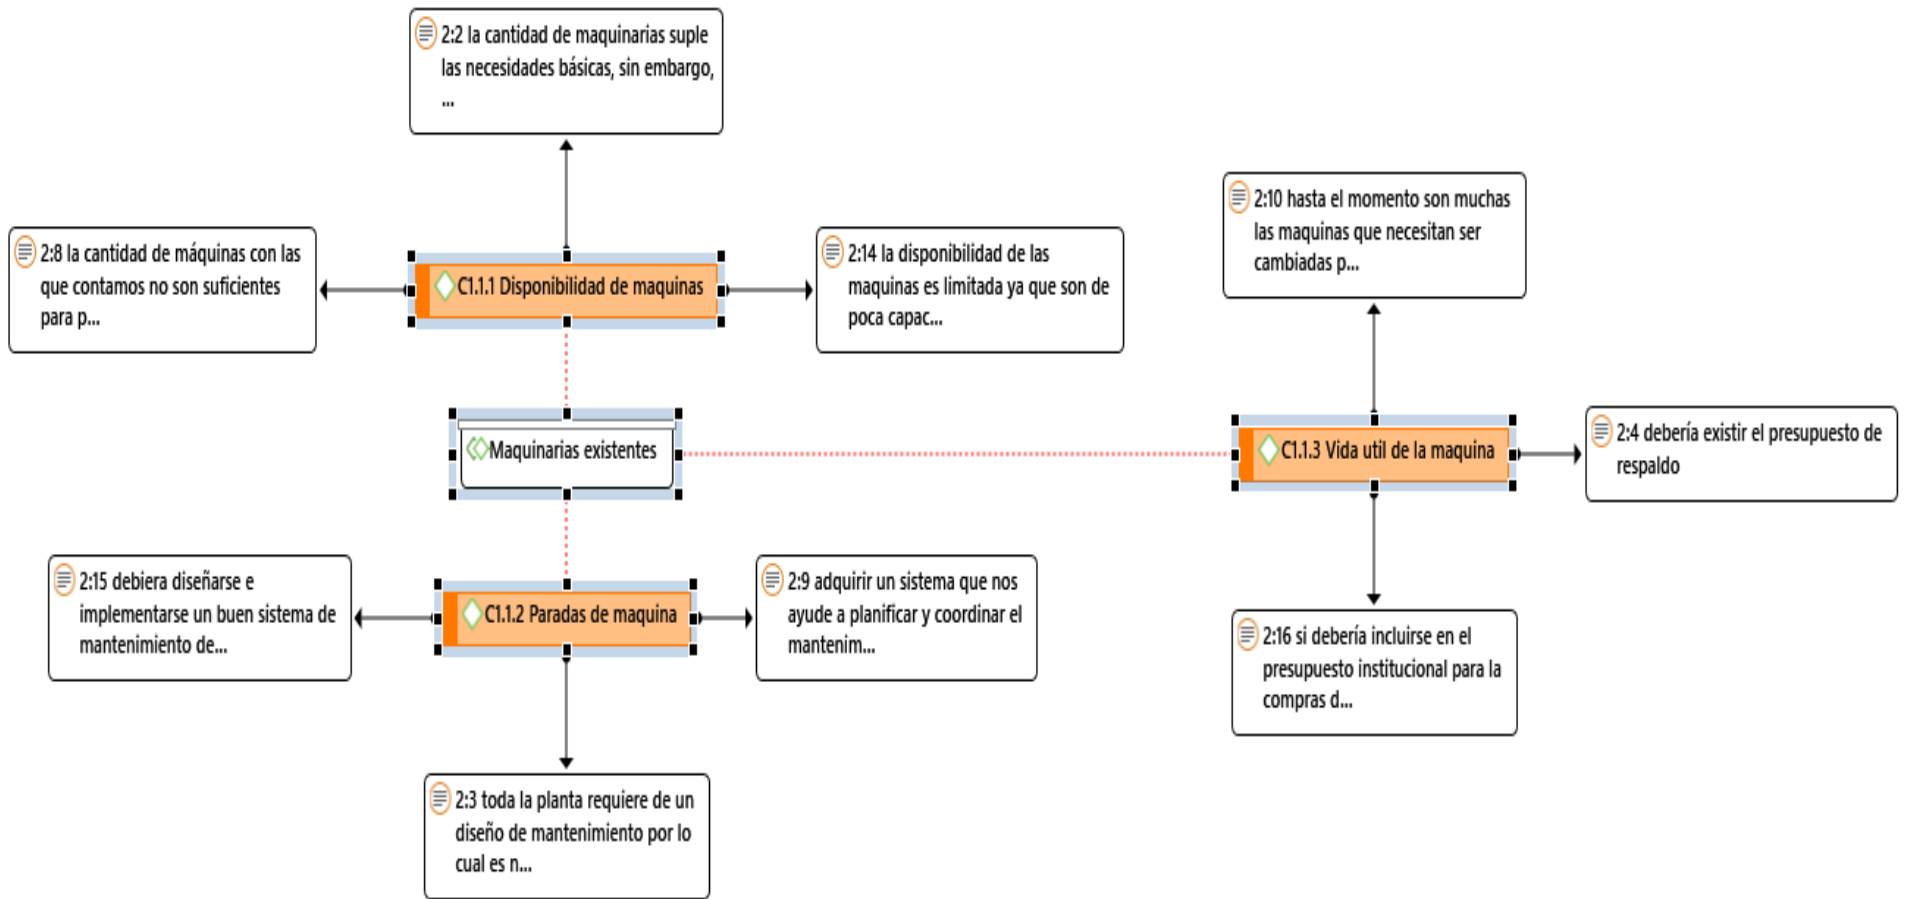 2:2 la cantidad de maquinarias suple
las necesidades básicas, sin embargo,
...
2:10 hasta el momento son muchas
las maquinas que necesitan ser
cambiadas p...
2:8 la cantidad de máquinas con las
que contamos no son suficientes
para p...
C1.1.1 Disponibilidad de maquinas
2:14 la disponibilidad de las
maquinas es limitada ya que son de
poca capac...
Maquinarias existentes
C1.1.3 Vida util de la maquina
2:4 debería existir el presupuesto de
respaldo
2:15 debiera diseñarse e
implementarse un buen sistema de
mantenimiento de...
C1.1.2 Paradas de maquina
2:9 adquirir un sistema que nos
ayude a planificar y coordinar el
mantenim...
2:16 si debería incluirse en el
presupuesto institucional para la
compras d...
2:3 toda la planta requiere de un
diseño de mantenimiento por lo
cual es n...